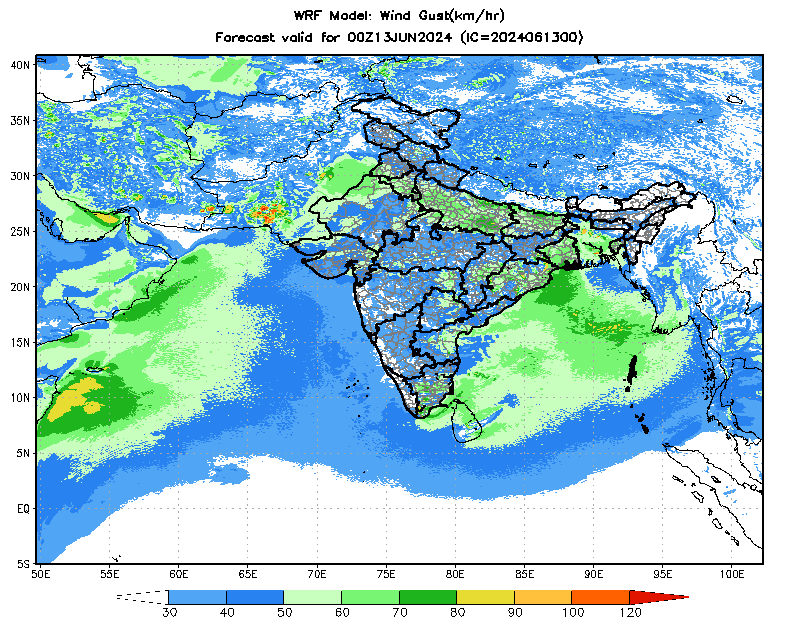 WRF Model: Wind Gust(km/hr)
Forecast valid for 00Z13JUN2024 (IC=2024061300)
40N
35N
30N
25N
20N
15N
10N
5N
EQ
5S
50E 55E 60E 65E 70E 75E 80E 85E 90E 95E 100E
30 40 50 60 70 80 90 100 120